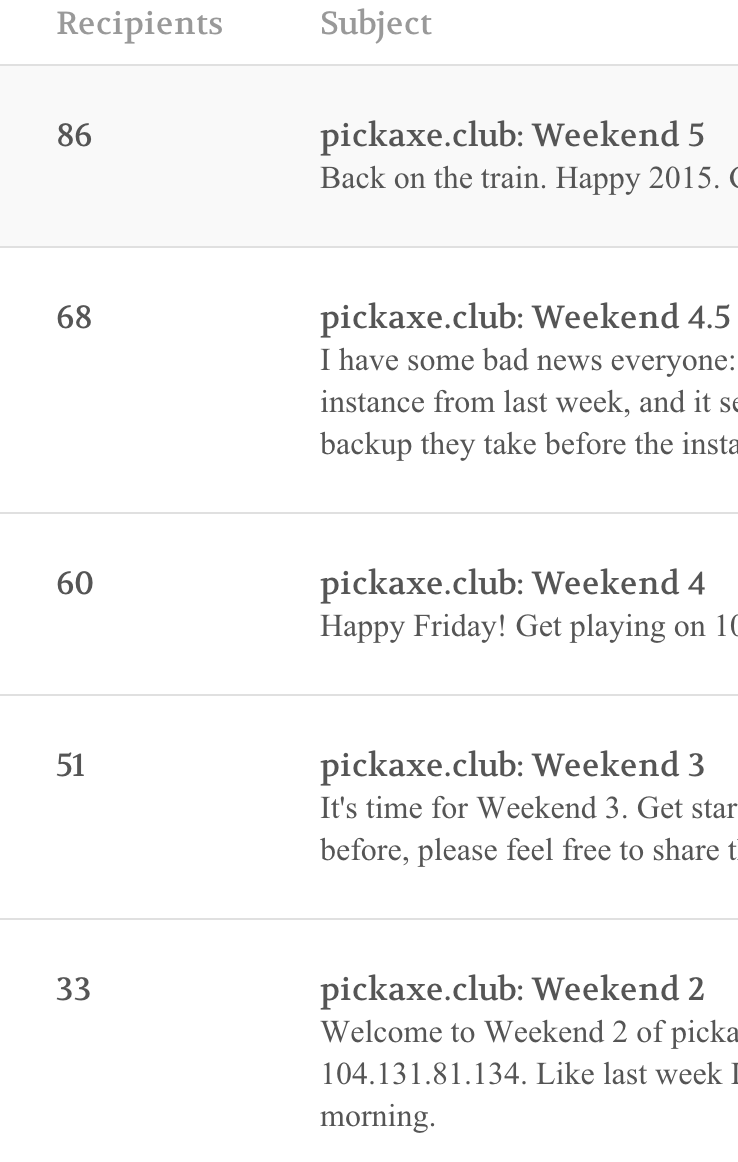 Recipients Subject
86 pickaxe.club: Weekend 5
Back on the train. Happy 2015.
68 pickaxe.club: Weekend 4.5
I have some bad news everyone:
instance from last week, and it
backup they take before the
60 pickaxe.club: Weekend 4
Happy Friday! Get playing on
51 pickaxe.club: Weekend 3
It's time for Weekend 3. Get
before, please feel free to share
33 pickaxe.club: Weekend 2
Welcome to Weekend 2 of
104.131.81.134. Like last week
morning.